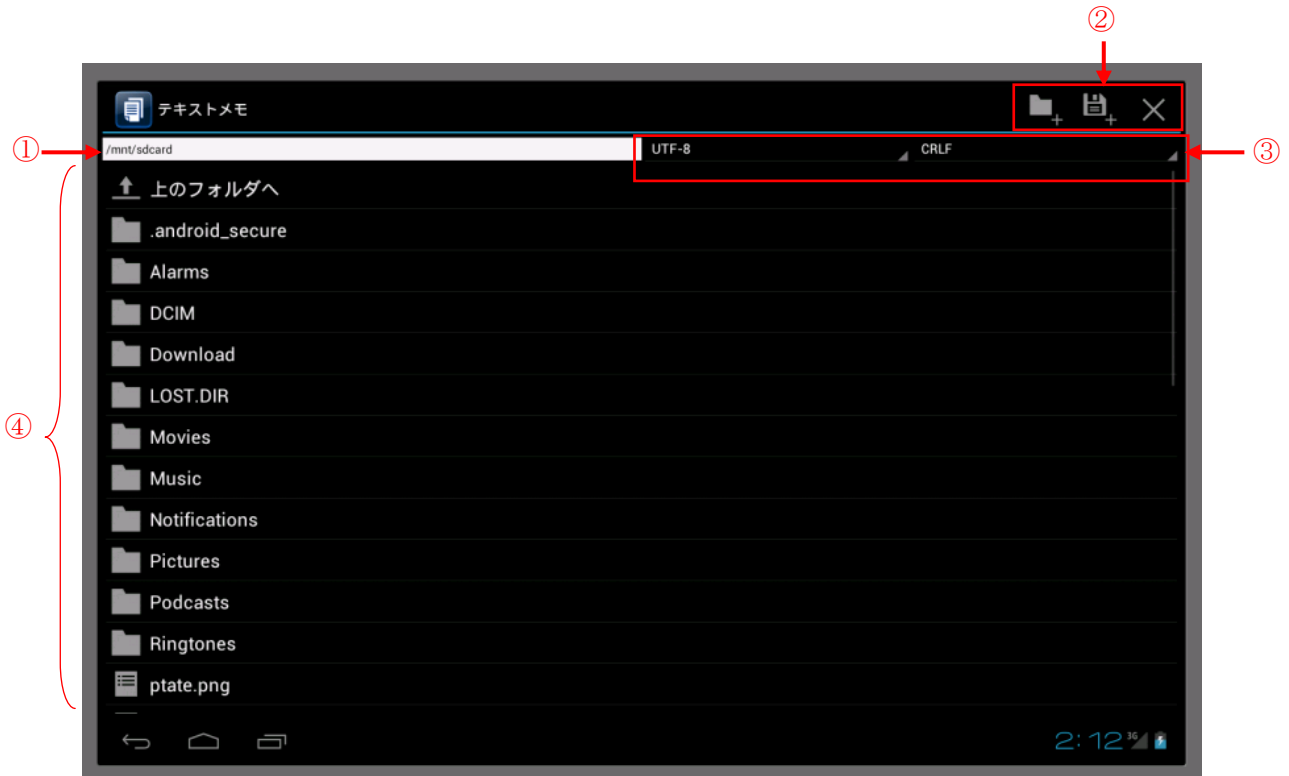 ②
テキストメモ
①
/mnt/sdcard
UTF-8
CRLF
③
上のフォルダへ
.android_secure
Alarms
DCIM
Download
LOST.DIR
④
Movies
Music
Notifications
Pictures
Podcasts
Ringtones
ptate.png
2:12
3G